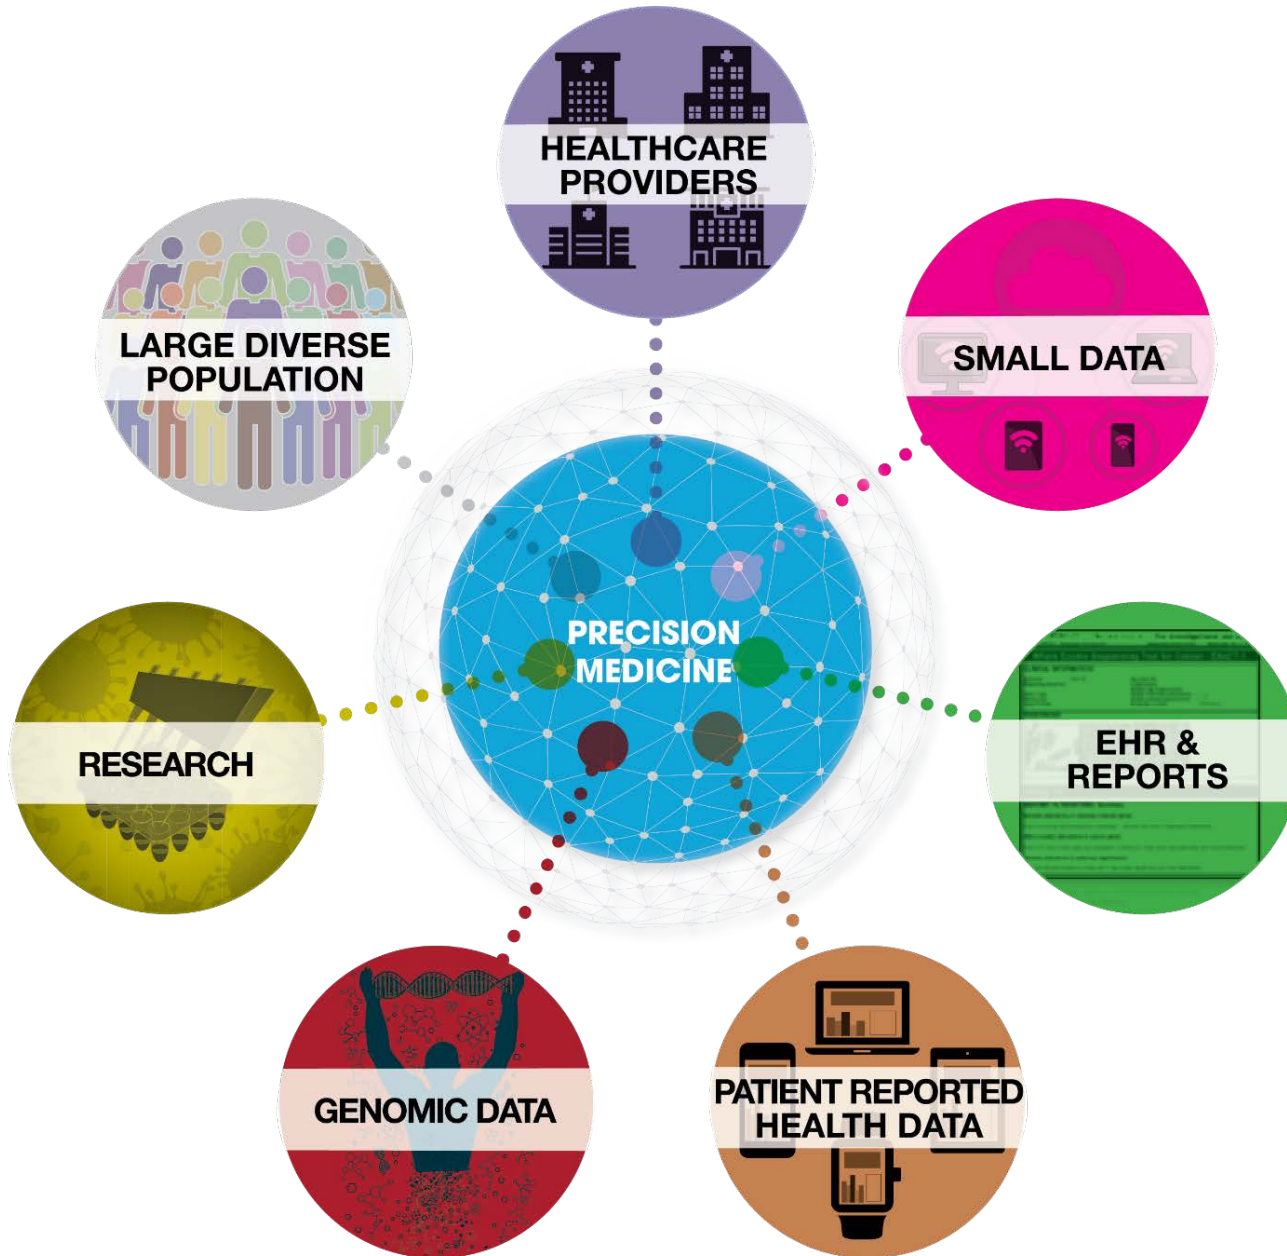 HEALTHCARE
PROVIDERS
LARGE DIVERSE
POPULATION
SMALL DATA
PRECISION
MEDICINE
RESEARCH
EHR &
REPORTS
GENOMIC DATA
PATIENT REPORTED
HEALTH DATA